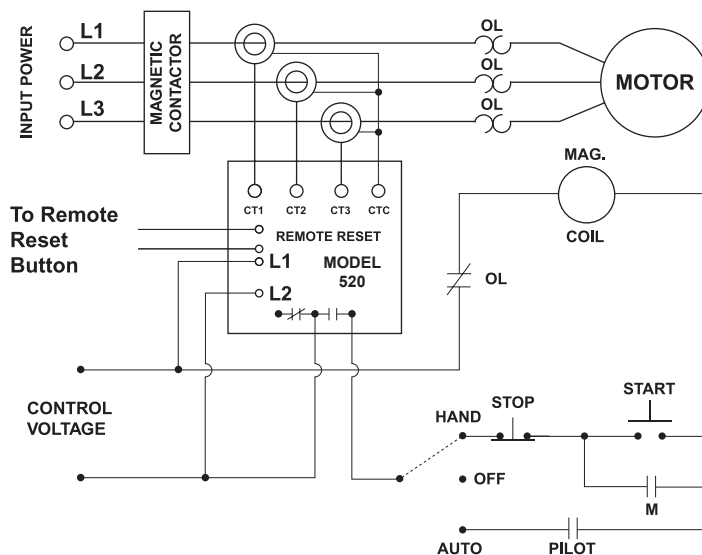 INPUT POWER
L1
L2
L3
MAGNETIC
CONTACTOR
OL
OL
OL
MOTOR
CT1
CT2
CT3
CTC
To Remote
Reset
Button
REMOTE RESET
L1
L2
MODEL
520
MAG.
COIL
OL
CONTROL
VOLTAGE
HAND
STOP
START
OFF
M
AUTO
PILOT